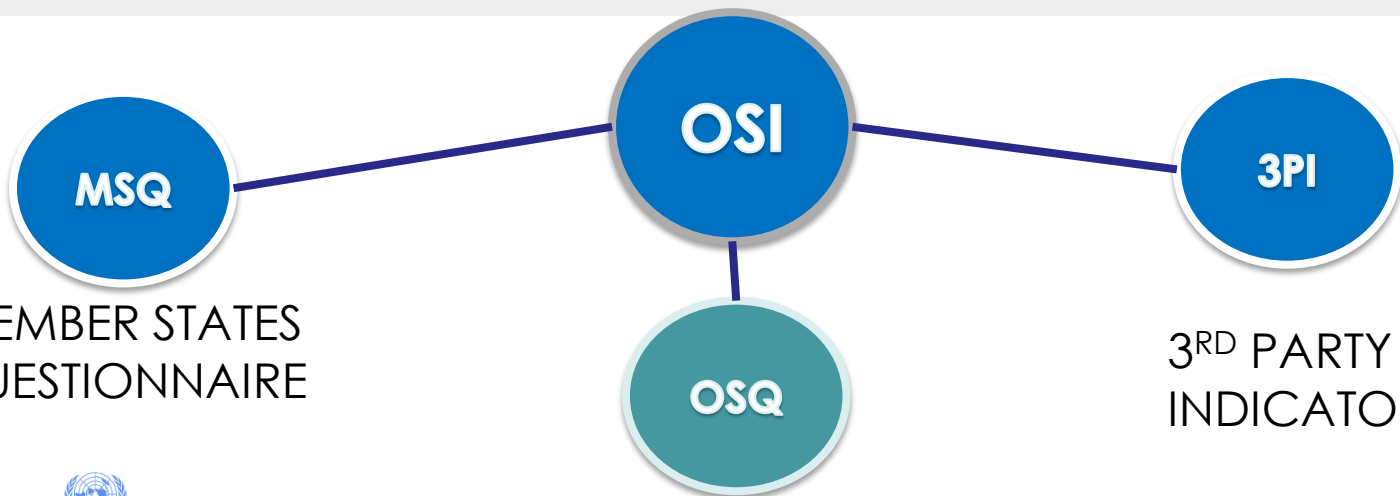 OSI
MSQ
3PI
OSQ
EMBER STATES
UESTIONNAIRE
3RD PARTY
INDICATO